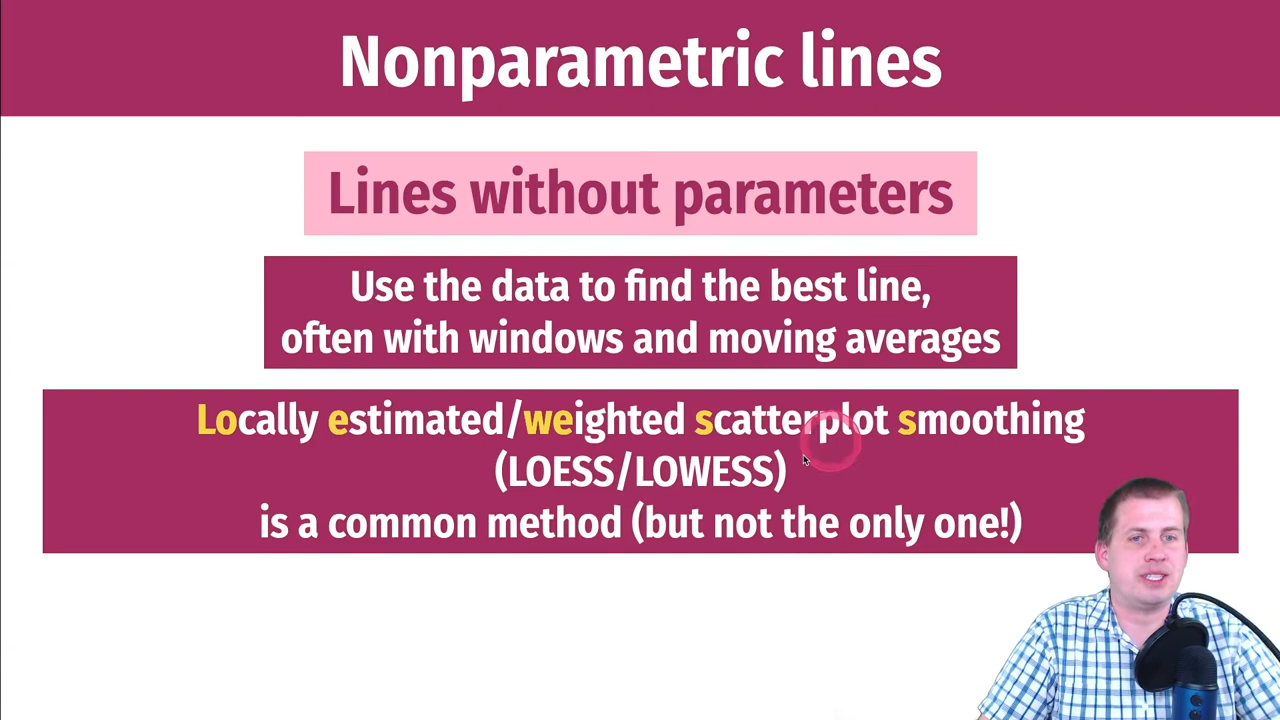 Nonparametric lines
Lines without parameters
Use the data to find the best line,
often with windows and moving averages
Locally estimated/weighted scatterplot smoothing
(LOESS/LOWESS)
is a common method (but not the only one!)